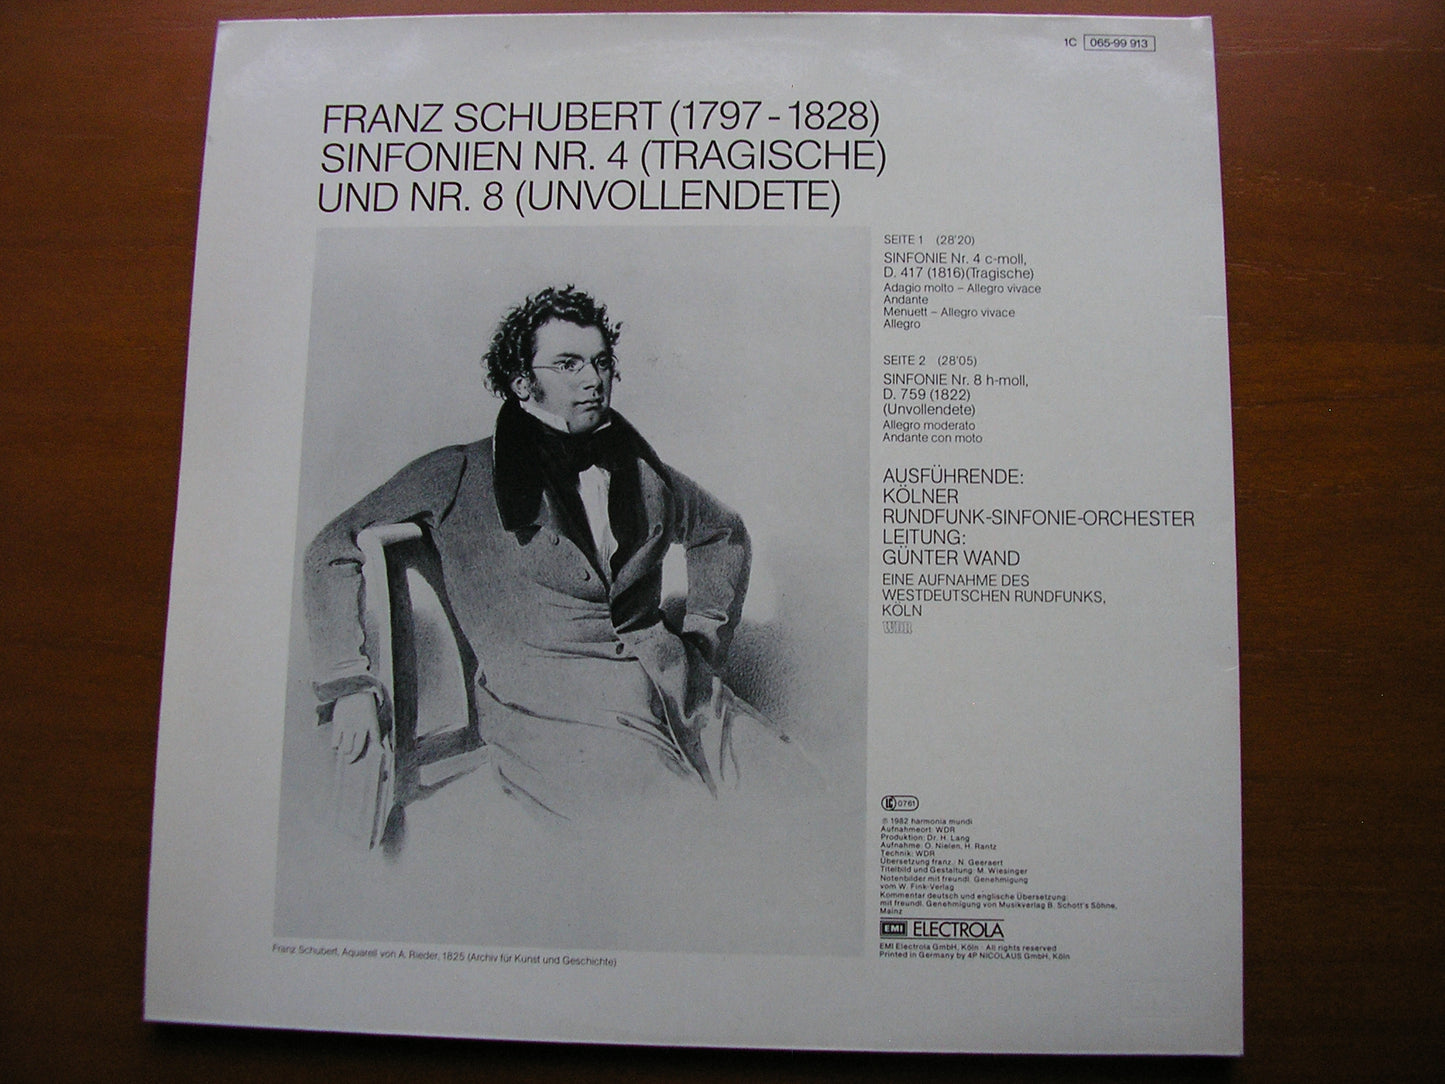 1C 065-99 913
FRANZ SCHUBERT (1797 - 1828)
SINFONIEN NR. 4 (TRAGISCHE)
UND NR. 8 (UNVOLLENDETE)
SEITE 1 (28'20)
SINFONIE Nr. 4 c-moll,
D. 417 (1816)(Tragische)
Adagio molto – Allegro vivace
Andante
Menuett – Allegro vivace
Allegro
SEITE 2 (28'05)
SINFONIE Nr. 8 h-moll,
D. 759 (1822)
(Unvollendete)
Allegro moderato
Andante con moto
AUSFÜHRENDE:
KÖLNER
RUNDFUNK-SINFONIE-ORCHESTER
LEITUNG:
GÜNTER WAND
EINE AUFNAHME DES
WESTDEUTSCHEN RUNDFUNKS,
KÖLN
WDR
LC 0761
℗ 1982 harmonia mundi
Aufnahmeort: WDR
Produktion: Dr. H. Lang
Aufnahme: O. Nielen, H. Rantz
Technik: WDR
Übersetzung franz.: N. Geeraert
Titelbild und Gestaltung: M. Wiesinger
Notenbilder mit freundl. Genehmigung
vom W. Fink-Verlag
Kommentar deutsch und englische Übersetzung:
mit freundl. Genehmigung von Musikverlag B. Schott's Söhne,
Mainz
EMI ELECTROLA
EMI Electrola GmbH, Köln · All rights reserved
Printed in Germany by 4P NICOLAUS GmbH, Köln
Franz Schubert, Aquarell von A. Rieder, 1825 (Archiv für Kunst und Geschichte)